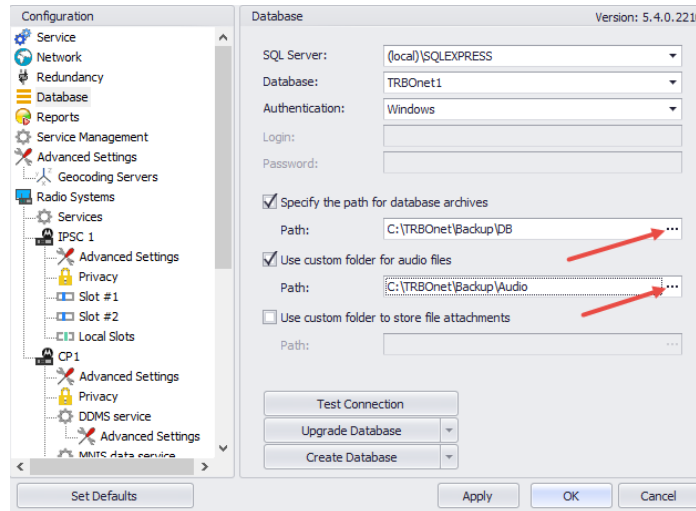 Configuration
Service
Network
Redundancy
Database
Reports
Service Management
Advanced Settings
Geocoding Servers
Radio Systems
Services
IPSC 1
Advanced Settings
Privacy
Slot #1
Slot #2
Local Slots
CP1
Advanced Settings
Privacy
DDMS service
Advanced Settings
MNIS data service
Set Defaults
Database Version: 5.4.0.221
SQL Server: (local)\SQLEXPRESS
Database: TRBOnet1
Authentication: Windows
Login:
Password:
Specify the path for database archives
Path: C:\TRBOnet\Backup\DB ...
Use custom folder for audio files
Path: C:\TRBOnet\Backup\Audio ...
Use custom folder to store file attachments
Path: ...
Test Connection
Upgrade Database
Create Database
Apply OK Cancel